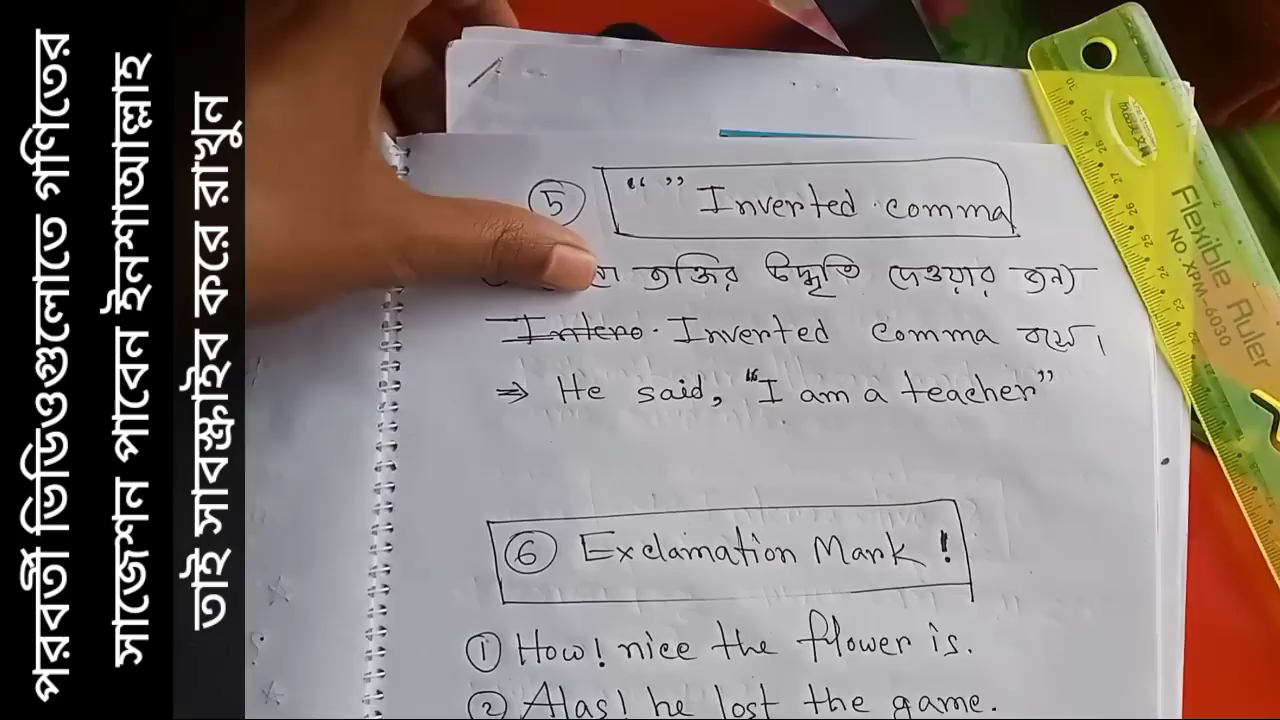 পরবর্তী ভিডিওগুলোতে গণিতের
সাজেশন পাবেন ইনশাআল্লাহ
তাই সাবস্ক্রাইব করে রাখুন
⑤ “ ” Inverted comma
উক্তির উদ্ধৃতি দেওয়ার জন্য
Inverted comma বসে।
⇒ He said, “I am a teacher”
⑥ Exclamation Mark !
① How! nice the flower is.
② Alas! he lost the game.
Flexible Ruler
NO. XPM-6030